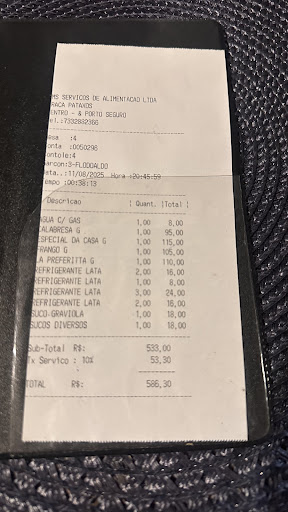 MS SERVICOS DE ALIMENTACAO LTDA
RACA PATAXOS
ENTRO - & PORTO SEGURO
el.:7332882366
esa :4
onta :0050298
ontole:4
arcon:3-FLODOALDO
ata..:11/08/2025 Hora :20:45:59
empo :00:38:13
Descricao | Quant. |Total |
AGUA C/ GAS 1,00 8,00
CALABRESA G 1,00 95,00
ESPECIAL DA CASA G 1,00 115,00
FRANGO G 1,00 105,00
LA PREFERITTA G 1,00 110,00
REFRIGERANTE LATA 2,00 16,00
REFRIGERANTE LATA 1,00 8,00
REFRIGERANTE LATA 3,00 24,00
REFRIGERANTE LATA 2,00 16,00
SUCO-GRAVIOLA 1,00 18,00
SUCOS DIVERSOS 1,00 18,00
Sub-Total R$: 533,00
Tx Servico : 10% 53,30
TOTAL R$: 586,30